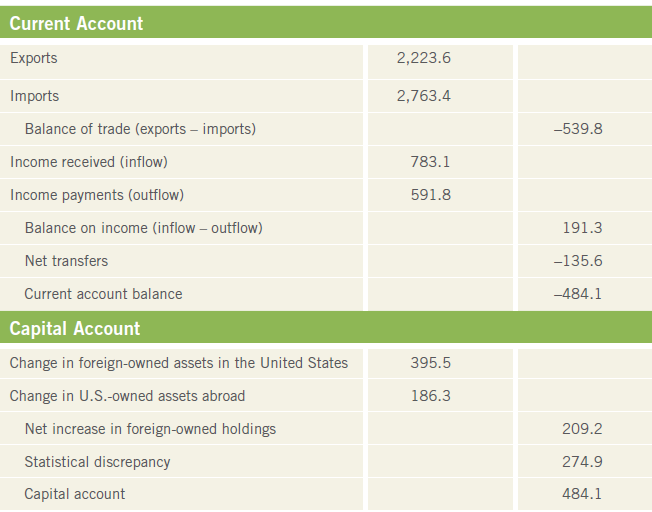 Current Account
Exports 2,223.6
Imports 2,763.4
Balance of trade (exports – imports) –539.8
Income received (inflow) 783.1
Income payments (outflow) 591.8
Balance on income (inflow – outflow) 191.3
Net transfers –135.6
Current account balance –484.1
Capital Account
Change in foreign-owned assets in the United States 395.5
Change in U.S.-owned assets abroad 186.3
Net increase in foreign-owned holdings 209.2
Statistical discrepancy 274.9
Capital account 484.1